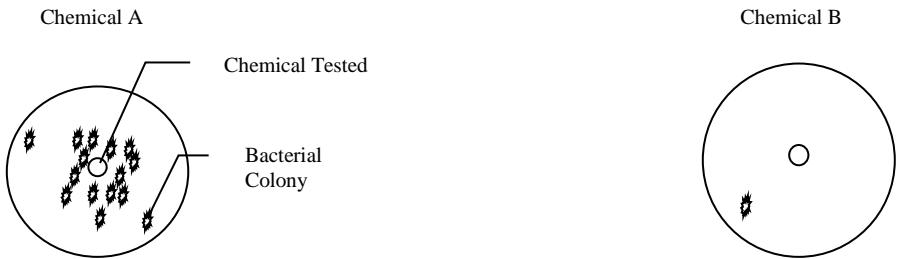 Chemical A
Chemical B
Chemical Tested
Bacterial
Colony